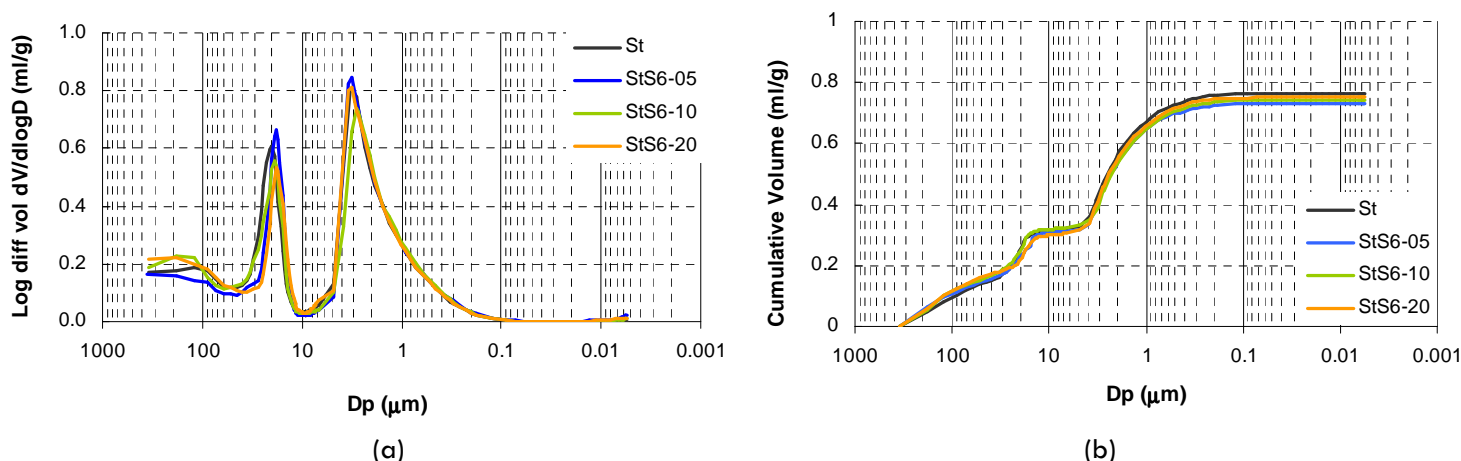 Log diff vol dV/dlogD (ml/g)
1.0
0.8
0.6
0.4
0.2
0.0
1000 100 10 1 0.1 0.01 0.001
Dp (μm)
St
StS6-05
StS6-10
StS6-20
(a)
Cumulative Volume (ml/g)
1
0.8
0.6
0.4
0.2
0
1000 100 10 1 0.1 0.01 0.001
Dp (μm)
St
StS6-05
StS6-10
StS6-20
(b)